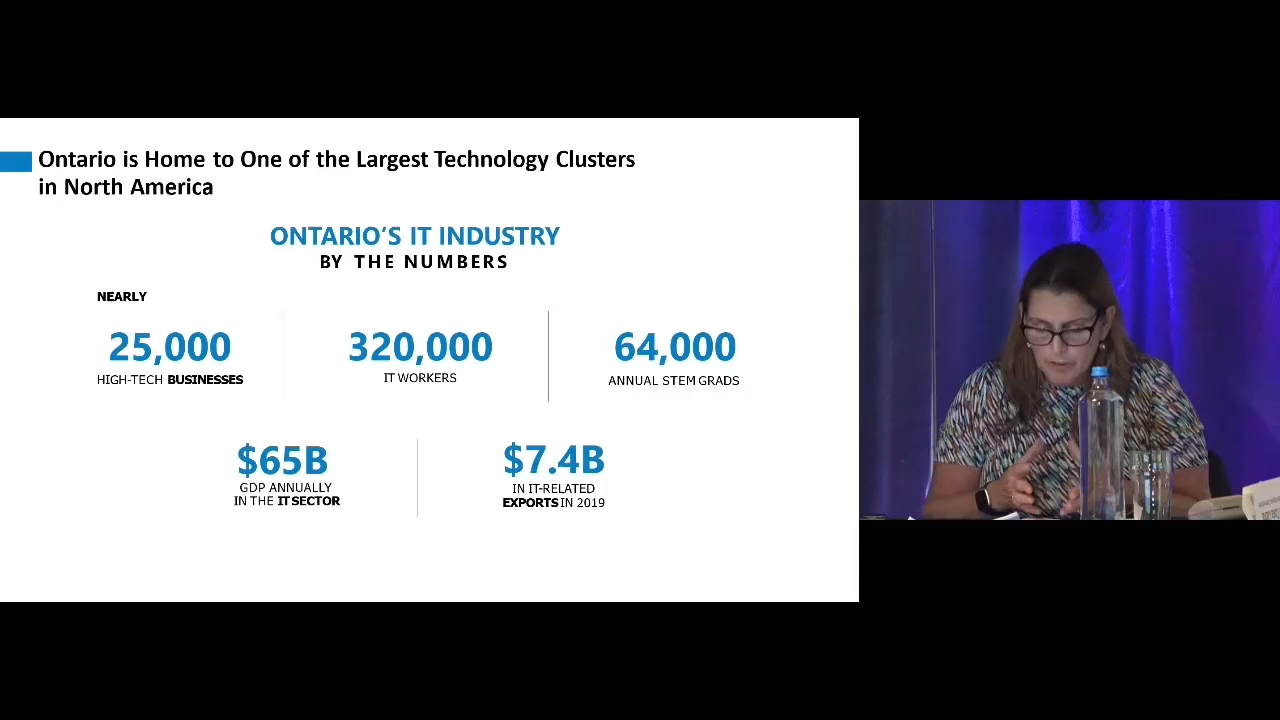 Ontario is Home to One of the Largest Technology Clusters
in North America
ONTARIO'S IT INDUSTRY
BY THE NUMBERS
NEARLY
25,000
HIGH-TECH BUSINESSES
320,000
IT WORKERS
64,000
ANNUAL STEM GRADS
$65B
GDP ANNUALLY
IN THE IT SECTOR
$7.4B
IN IT-RELATED
EXPORTS IN 2019